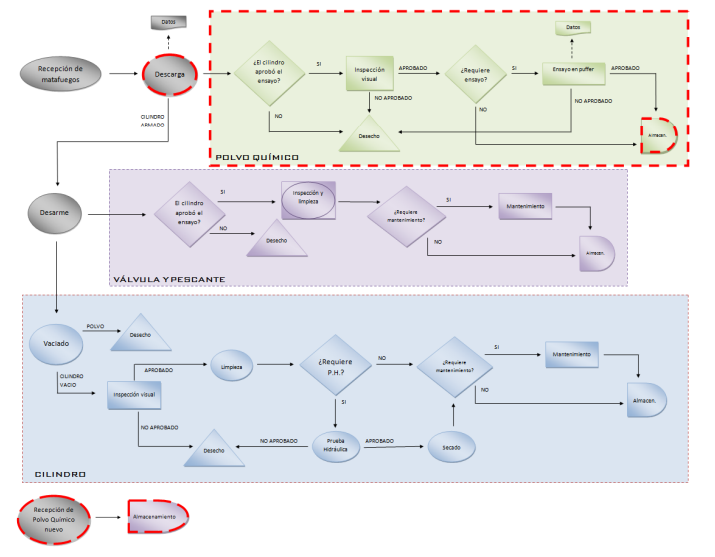 Datos
Datos
Recepción de
matafuegos
Descarga
¿El cilindro
aprobó el
ensayo?
SI
Inspección
visual
APROBADO
¿Requiere
ensayo?
SI
Ensayo en puffer
APROBADO
NO APROBADO
NO APROBADO
NO
NO
Desecho
Almacen.
POLVO QUÍMICO
CILINDRO
ARMADO
Desarme
El cilindro
aprobó el
ensayo?
SI
Inspección y
limpieza
NO
Desecho
¿Requiere
mantenimiento?
SI
Mantenimiento
NO
Almacen.
VÁLVULA Y PESCANTE
Vaciado
POLVO
Desecho
CILINDRO
VACIO
Inspección visual
APROBADO
Limpieza
¿Requiere
P.H.?
NO
¿Requiere
mantenimiento?
SI
Mantenimiento
NO
Almacen.
SI
NO APROBADO
Desecho
NO APROBADO
Prueba
Hidráulica
APROBADO
Secado
CILINDRO
Recepción de
Polvo Químico
nuevo
Almacenamiento